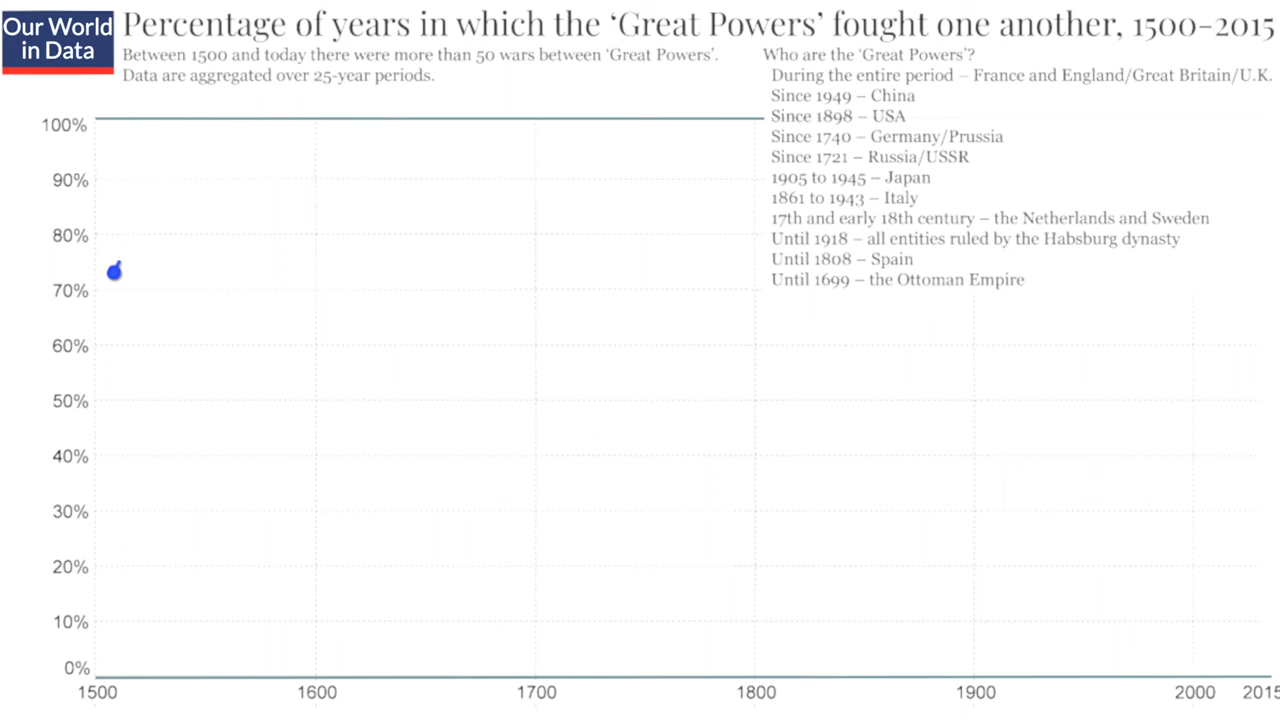 Our World
in Data
Percentage of years in which the ‘Great Powers’ fought one another, 1500-2015
Between 1500 and today there were more than 50 wars between ‘Great Powers’.
Data are aggregated over 25-year periods.
Who are the ‘Great Powers’?
During the entire period – France and England/Great Britain/U.K.
Since 1949 – China
Since 1898 – USA
Since 1740 – Germany/Prussia
Since 1721 – Russia/USSR
1905 to 1945 – Japan
1861 to 1943 – Italy
17th and early 18th century – the Netherlands and Sweden
Until 1918 – all entities ruled by the Habsburg dynasty
Until 1808 – Spain
Until 1699 – the Ottoman Empire
100%
90%
80%
70%
60%
50%
40%
30%
20%
10%
0%
1500 1600 1700 1800 1900 2000 2015